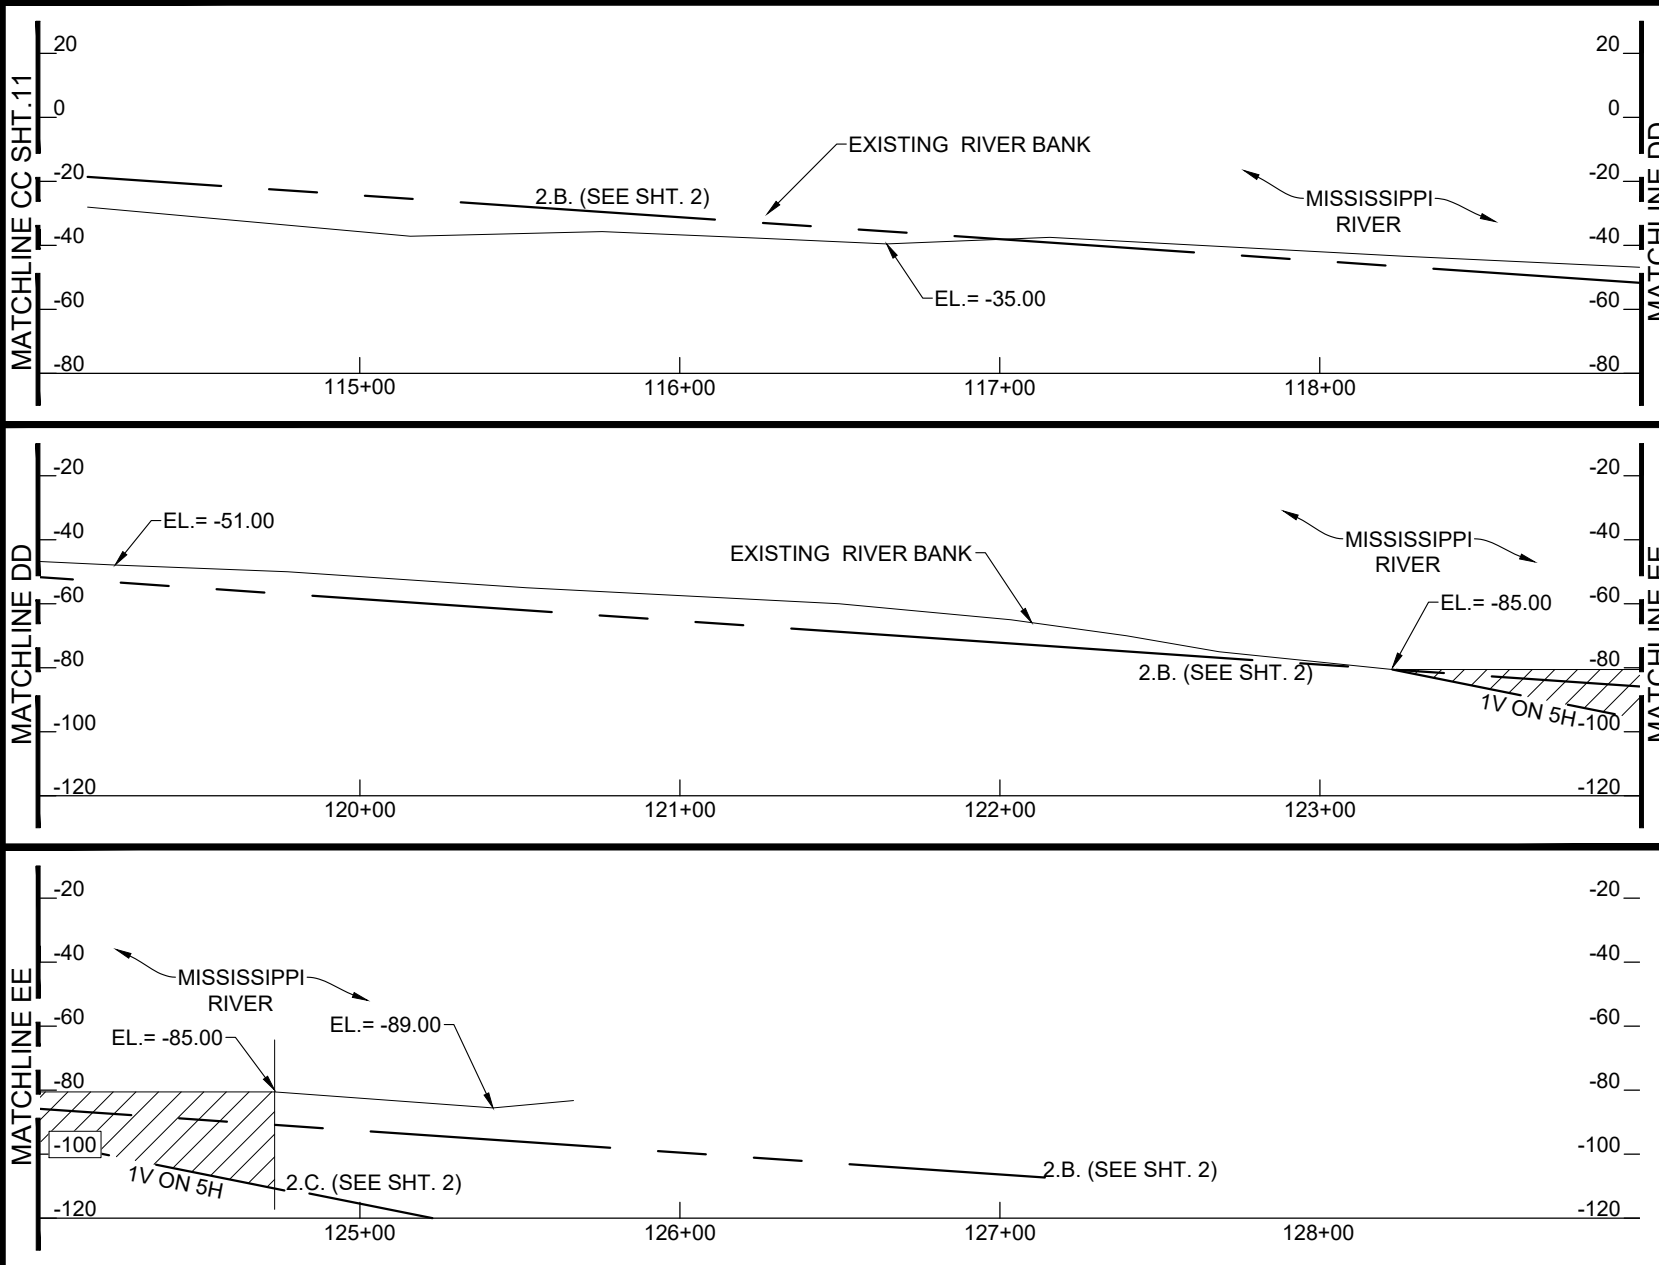 MATCHLINE CC SHT.11
20
0
-20
-40
-60
-80
EXISTING RIVER BANK
2.B. (SEE SHT. 2)
EL.= -35.00
MISSISSIPPI
RIVER
20
0
-20
-40
-60
-80
MATCHLINE DD
115+00
116+00
117+00
118+00
MATCHLINE DD
-20
-40
-60
-80
-100
-120
EL.= -51.00
EXISTING RIVER BANK
MISSISSIPPI
RIVER
EL.= -85.00
2.B. (SEE SHT. 2)
1V ON 5H
-20
-40
-60
-80
-100
-120
MATCHLINE EE
120+00
121+00
122+00
123+00
MATCHLINE EE
-20
-40
-60
-80
-100
-120
MISSISSIPPI
RIVER
EL.= -85.00
EL.= -89.00
1V ON 5H
2.C. (SEE SHT. 2)
2.B. (SEE SHT. 2)
-20
-40
-60
-80
-100
-120
125+00
126+00
127+00
128+00